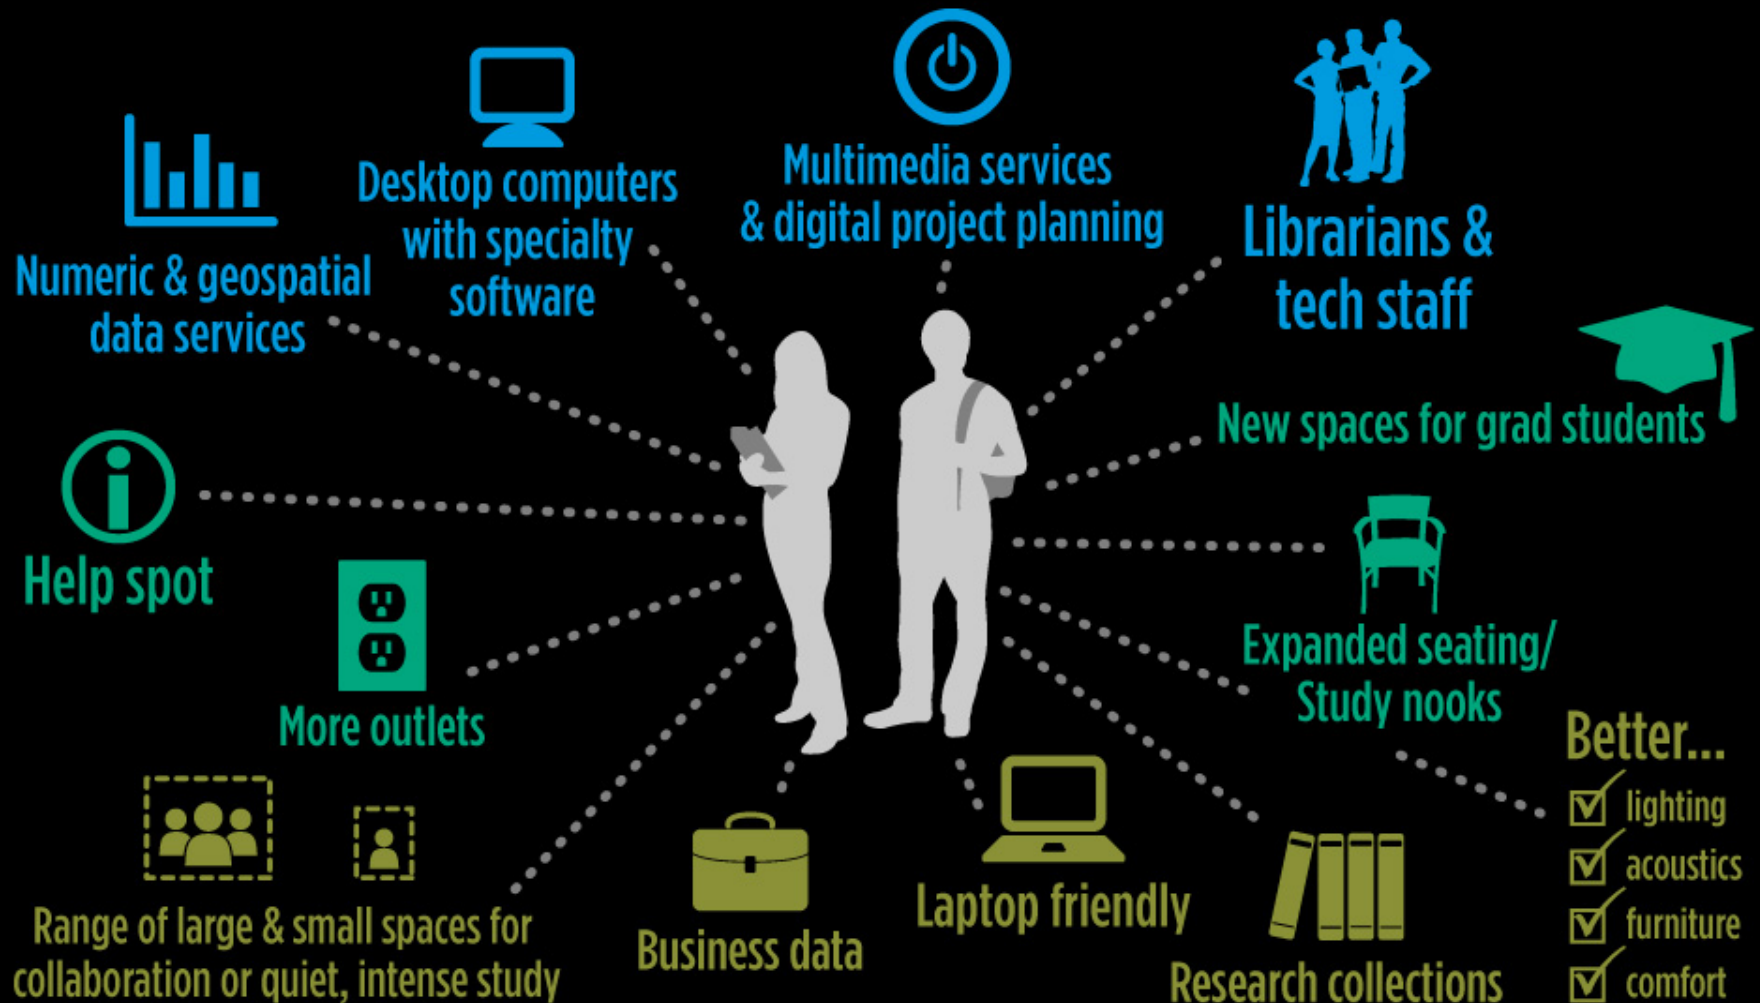 Numeric & geospatial
data services
Desktop computers
with specialty
software
Multimedia services
& digital project planning
Librarians &
tech staff
New spaces for grad students
Help spot
More outlets
Expanded seating/
Study nooks
Better...
lighting
acoustics
furniture
comfort
Range of large & small spaces for
collaboration or quiet, intense study
Business data
Laptop friendly
Research collections